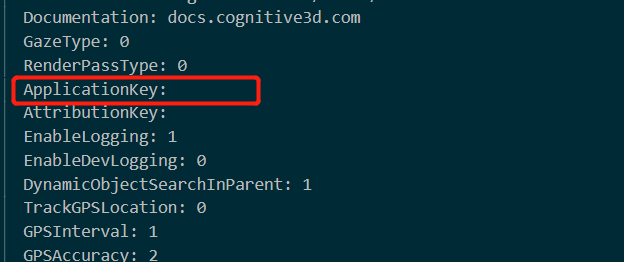 Documentation: docs.cognitive3d.com
GazeType: 0
RenderPassType: 0
ApplicationKey:
AttributionKey:
EnableLogging: 1
EnableDevLogging: 0
DynamicObjectSearchInParent: 1
TrackGPSLocation: 0
GPSInterval: 1
GPSAccuracy: 2